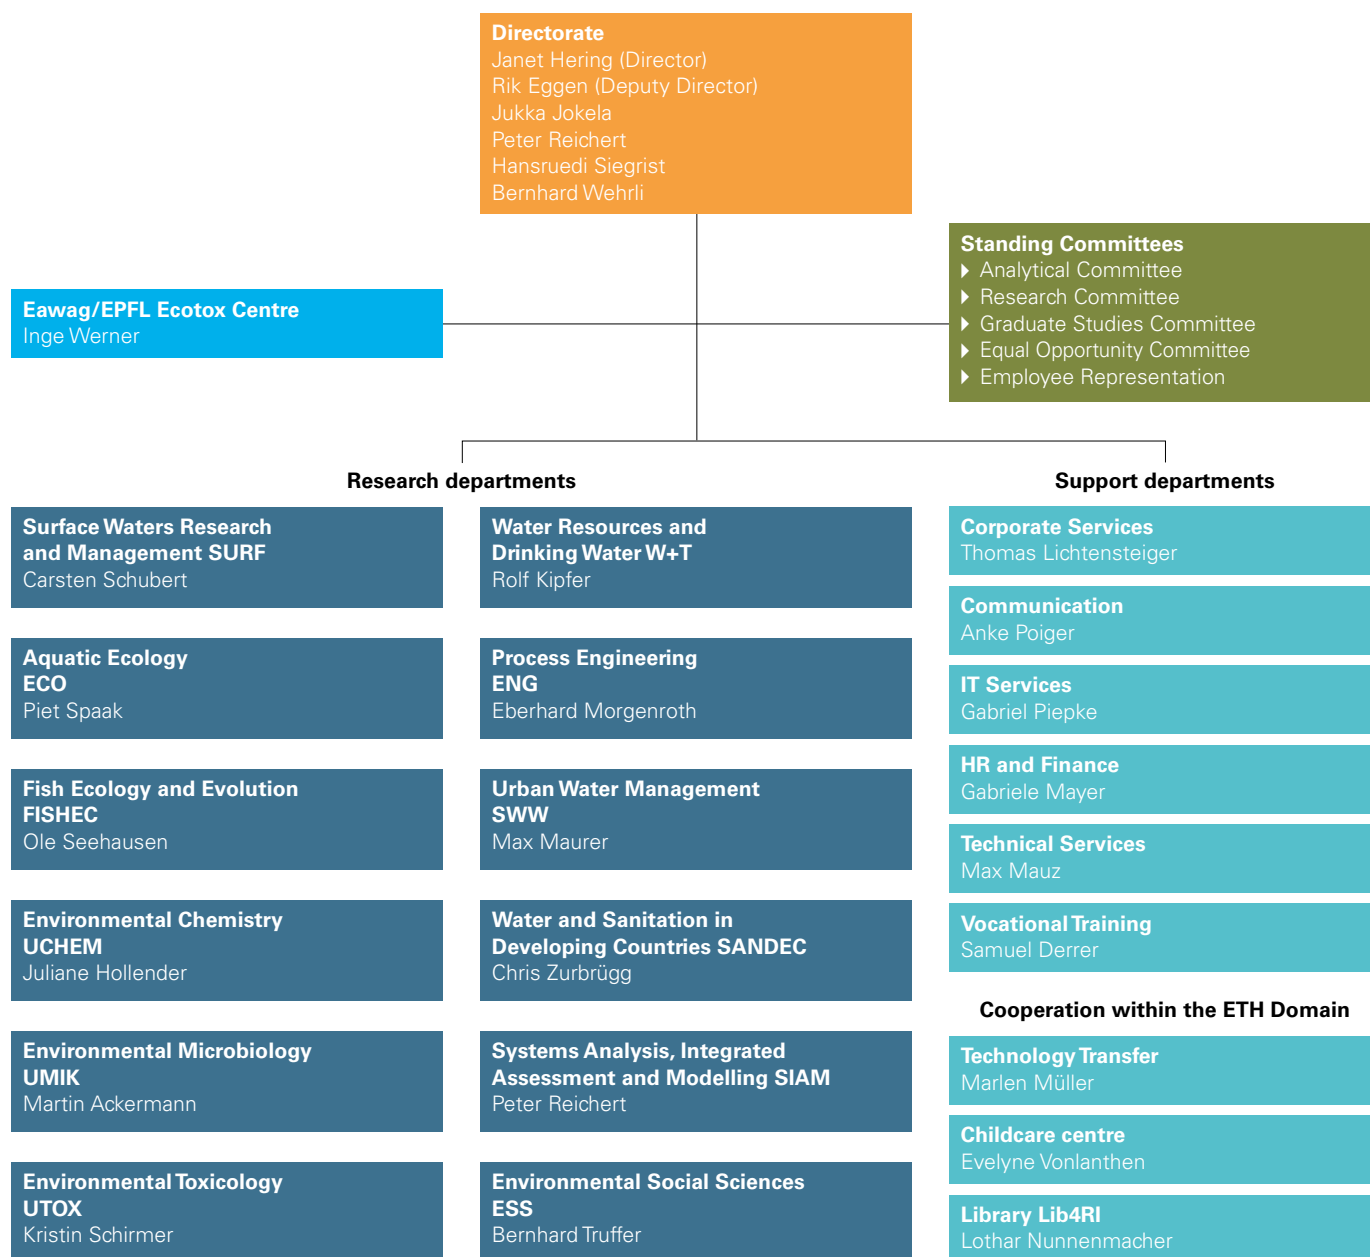 Directorate
Janet Hering (Director)
Rik Eggen (Deputy Director)
Jukka Jokela
Peter Reichert
Hansruedi Siegrist
Bernhard Wehrli
Standing Committees
Analytical Committee
Research Committee
Graduate Studies Committee
Equal Opportunity Committee
Employee Representation
Eawag/EPFL Ecotox Centre
Inge Werner
Research departments
Surface Waters Research
and Management SURF
Carsten Schubert
Aquatic Ecology
ECO
Piet Spaak
Fish Ecology and Evolution
FISHEC
Ole Seehausen
Environmental Chemistry
UCHEM
Juliane Hollender
Environmental Microbiology
UMIK
Martin Ackermann
Environmental Toxicology
UTOX
Kristin Schirmer
Water Resources and
Drinking Water W+T
Rolf Kipfer
Process Engineering
ENG
Eberhard Morgenroth
Urban Water Management
SWW
Max Maurer
Water and Sanitation in
Developing Countries SANDEC
Chris Zurbrügg
Systems Analysis, Integrated
Assessment and Modelling SIAM
Peter Reichert
Environmental Social Sciences
ESS
Bernhard Truffer
Support departments
Corporate Services
Thomas Lichtensteiger
Communication
Anke Poiger
IT Services
Gabriel Piepke
HR and Finance
Gabriele Mayer
Technical Services
Max Mauz
Vocational Training
Samuel Derrer
Cooperation within the ETH Domain
Technology Transfer
Marlen Müller
Childcare centre
Evelyne Vonlanthen
Library Lib4RI
Lothar Nunnenmacher